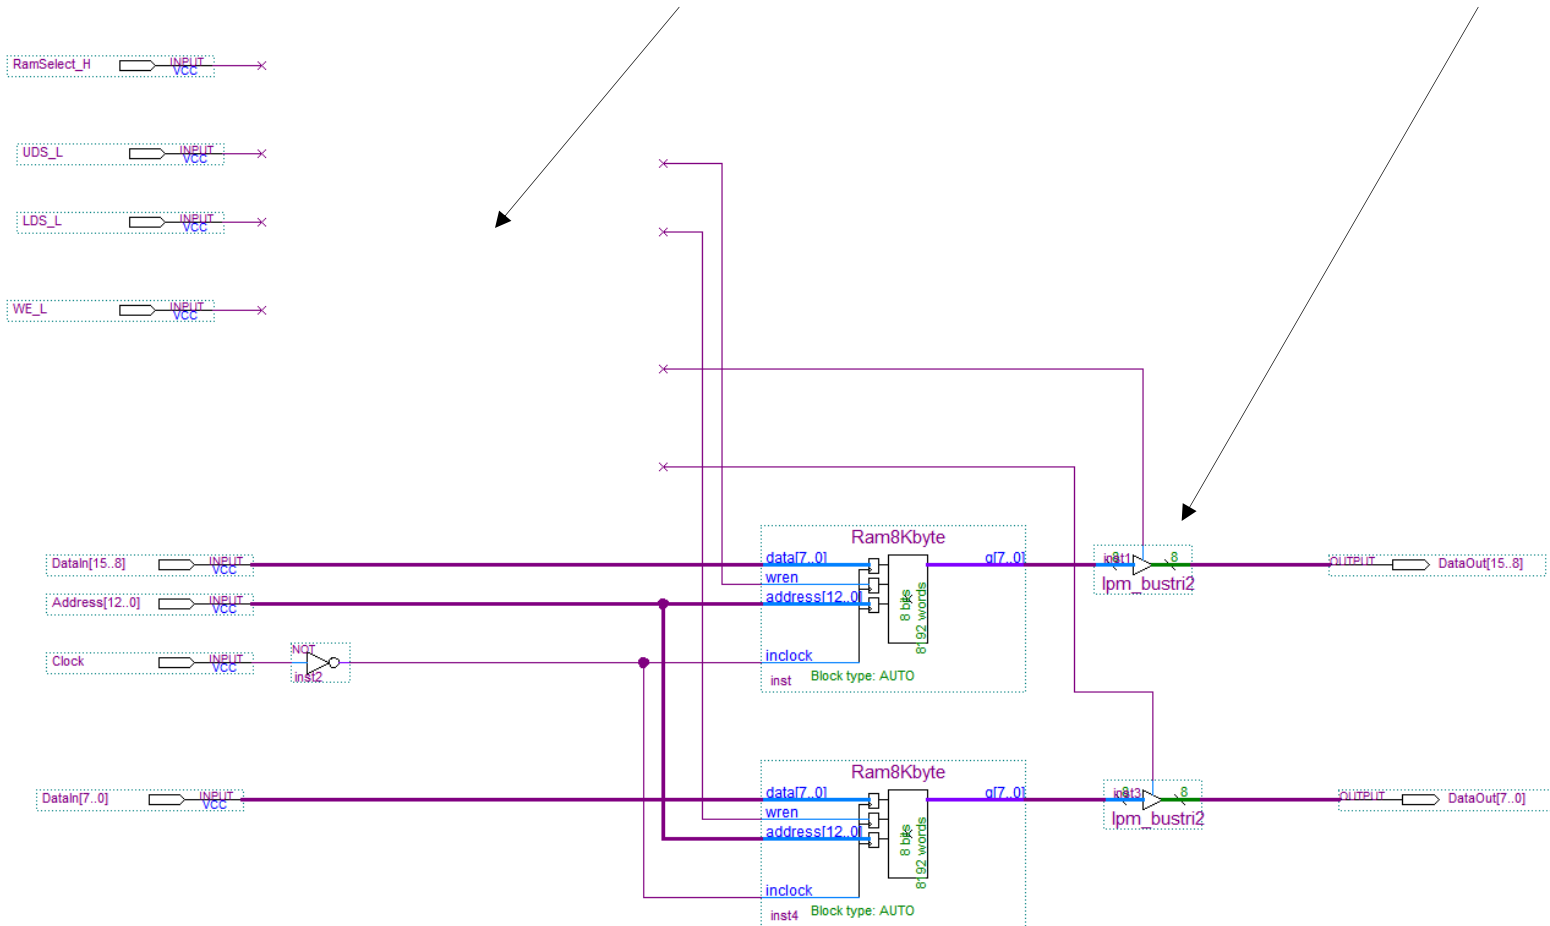 RamSelect_H INPUT
VCC
UDS_L INPUT
VCC
LDS_L INPUT
VCC
WE_L INPUT
VCC
Ram8Kbyte
DataIn[15..8] INPUT
VCC
data[7..0] q[7..0] inst1 8 8 OUTPUT DataOut[15..8]
wren
lpm_bustri2
Address[12..0] INPUT
VCC
address[12..0]
8 bits
8192 words
Clock INPUT
VCC
NOT
inst2
inclock
inst Block type: AUTO
Ram8Kbyte
DataIn[7..0] INPUT
VCC
data[7..0] q[7..0] inst3 8 8 OUTPUT DataOut[7..0]
wren
lpm_bustri2
address[12..0]
8 bits
8192 words
inclock
inst4 Block type: AUTO